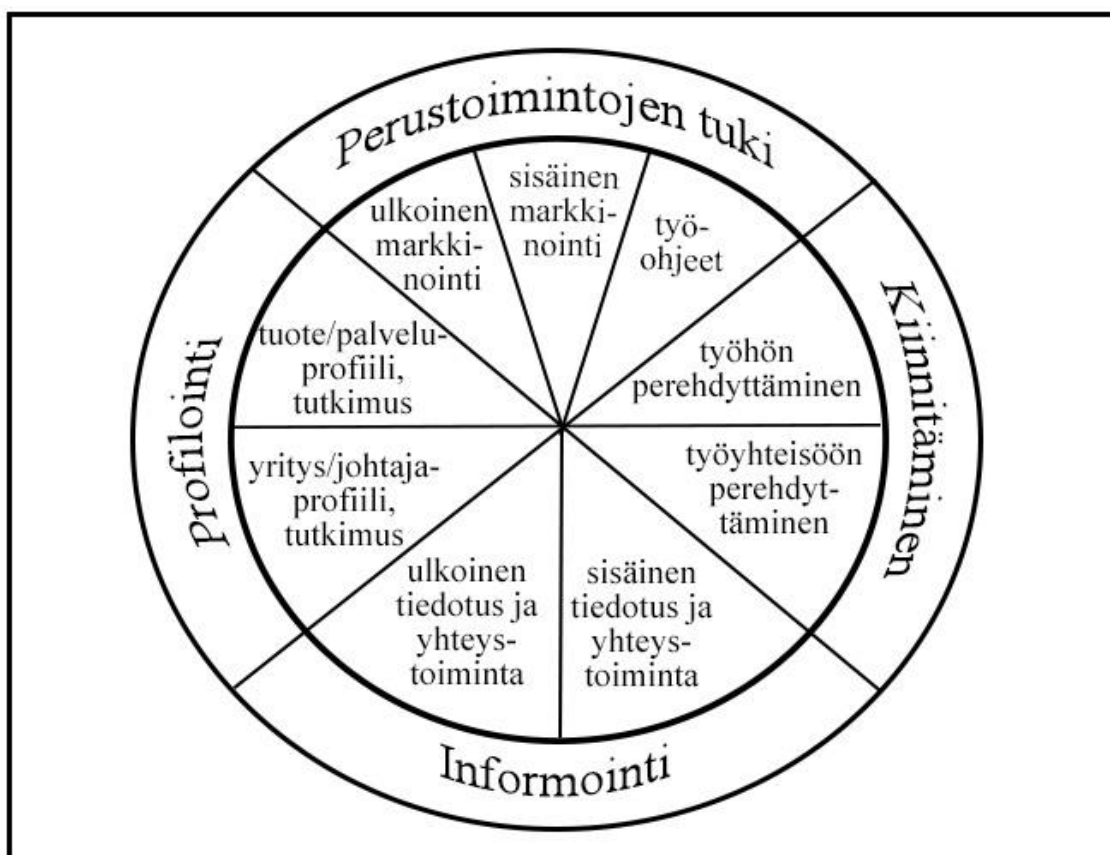 Perustoimintojen tuki
ulkoinen
markki-
nointi
sisäinen
markki-
nointi
työ-
ohjeet
Kiinnitäminen
työhön
perehdyttäminen
työyhteisöön
perehdyt-
täminen
Informointi
sisäinen
tiedotus ja
yhteys-
toiminta
ulkoinen
tiedotus ja
yhteys-
toiminta
Profilointi
yritys/johtaja-
profiili,
tutkimus
tuote/palvelu-
profiili,
tutkimus